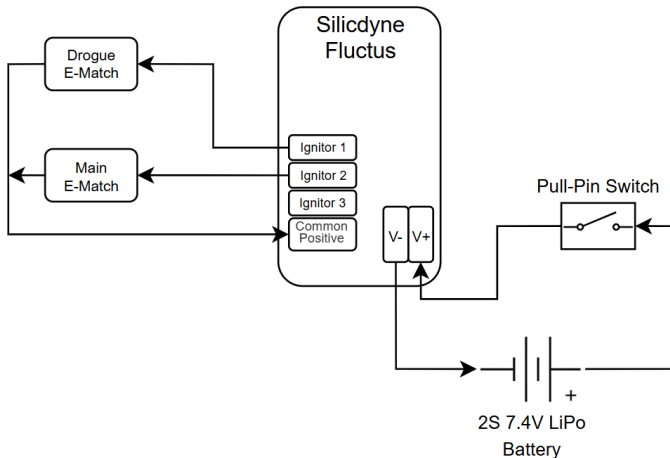 Silicdyne
Fluctus
Drogue
E-Match
Main
E-Match
Ignitor 1
Ignitor 2
Ignitor 3
Common
Positive
V-
V+
Pull-Pin Switch
+
2S 7.4V LiPo
Battery